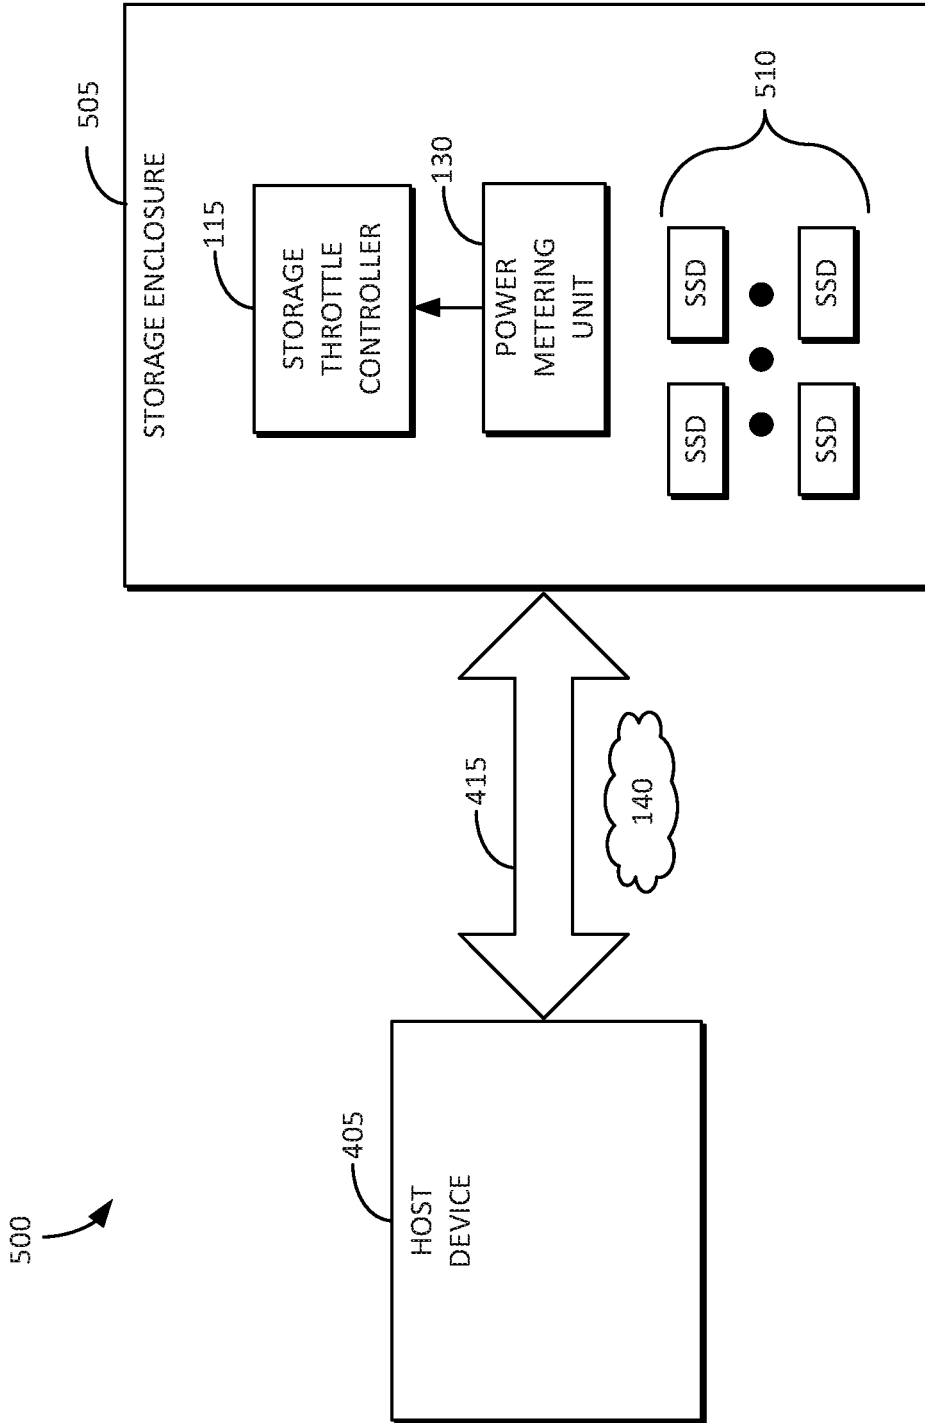 500
405
HOST
DEVICE
415
140
505
STORAGE ENCLOSURE
115
STORAGE
THROTTLE
CONTROLLER
130
POWER
METERING
UNIT
SSD
SSD
SSD
SSD
510